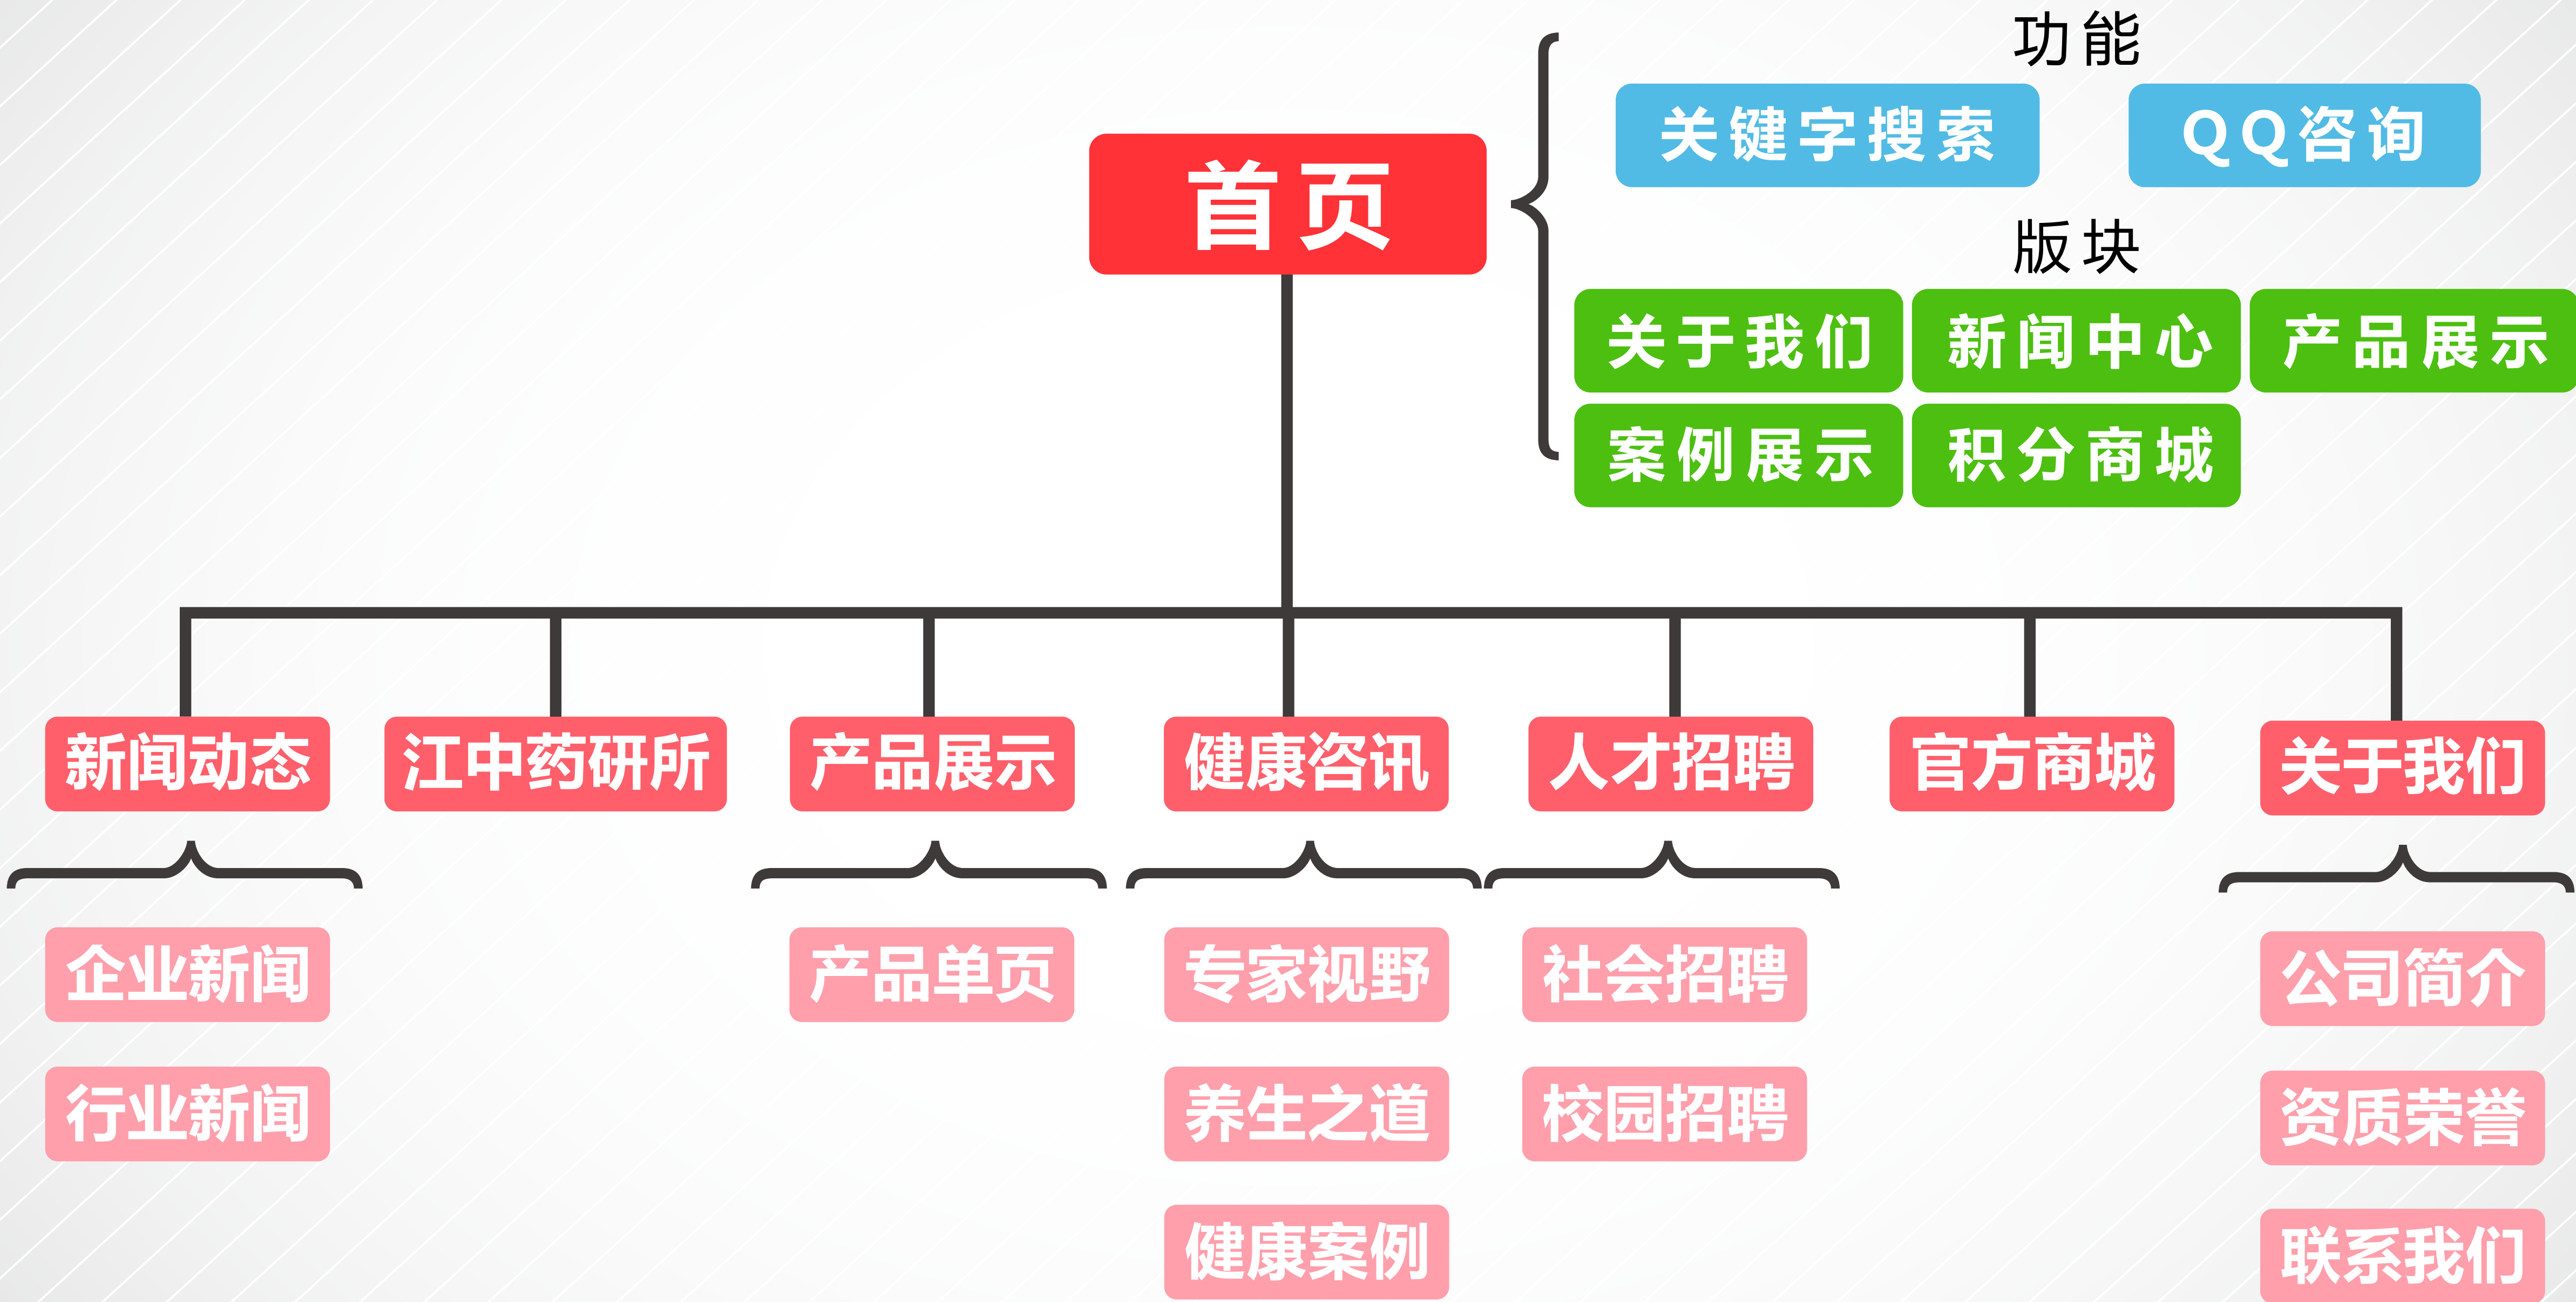 功能
关键字搜索 QQ咨询
首页
版块
关于我们 新闻中心 产品展示
案例展示 积分商城
新闻动态 江中药研所 产品展示 健康咨讯 人才招聘 官方商城 关于我们
企业新闻 产品单页 专家视野 社会招聘 公司简介
行业新闻 养生之道 校园招聘 资质荣誉
健康案例 联系我们